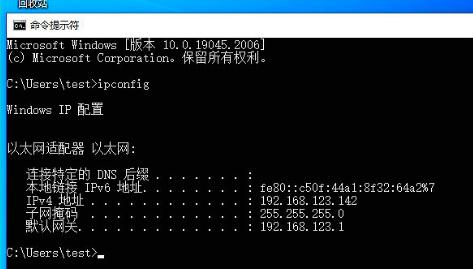 回收站
命令提示符
Microsoft Windows [版本 10.0.19045.2006]
(c) Microsoft Corporation。保留所有权利。
C:\Users\test>ipconfig
Windows IP 配置
以太网适配器 以太网:
连接特定的 DNS 后缀 . . . . . . . :
本地链接 IPv6 地址. . . . . . . . : fe80::c50f:44a1:8f32:64a2%7
IPv4 地址 . . . . . . . . . . . . : 192.168.123.142
子网掩码 . . . . . . . . . . . . : 255.255.255.0
默认网关. . . . . . . . . . . . . : 192.168.123.1
C:\Users\test>